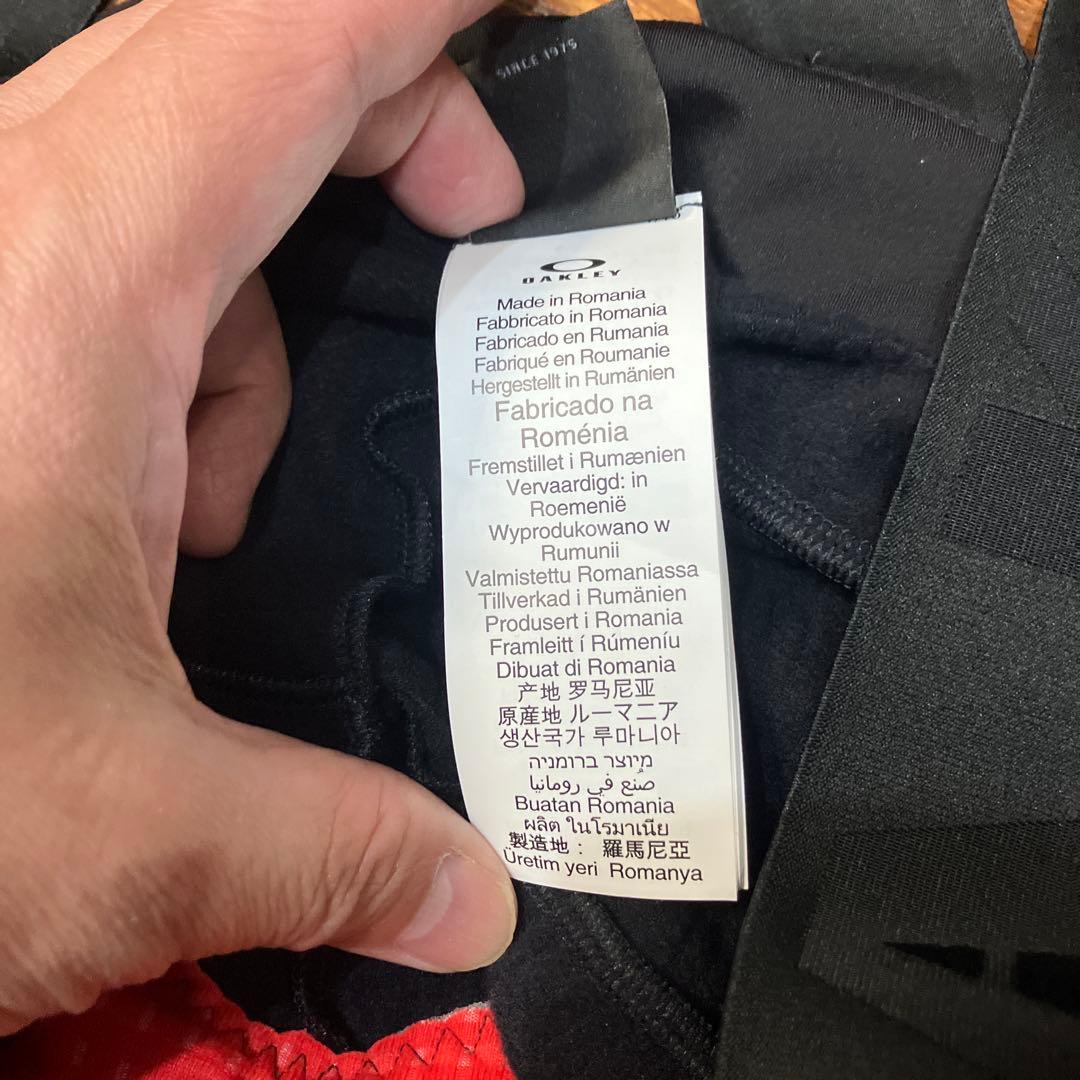 SINCE 1975
OAKLEY
Made in Romania
Fabbricato in Romania
Fabricado en Rumania
Fabriqué en Roumanie
Hergestellt in Rumänien
Fabricado na
Roménia
Fremstillet i Rumænien
Vervaardigd: in
Roemenië
Wyprodukowano w
Rumunii
Valmistettu Romaniassa
Tillverkad i Rumänien
Produsert i Romania
Framleitt í Rúmeníu
Dibuat di Romania
产地 罗马尼亚
原産地 ルーマニア
생산국가 루마니아
מיוצר ברומניה
صُنع في رومانيا
Buatan Romania
ผลิต ในโรมาเนีย
製造地： 羅馬尼亞
Üretim yeri Romanya